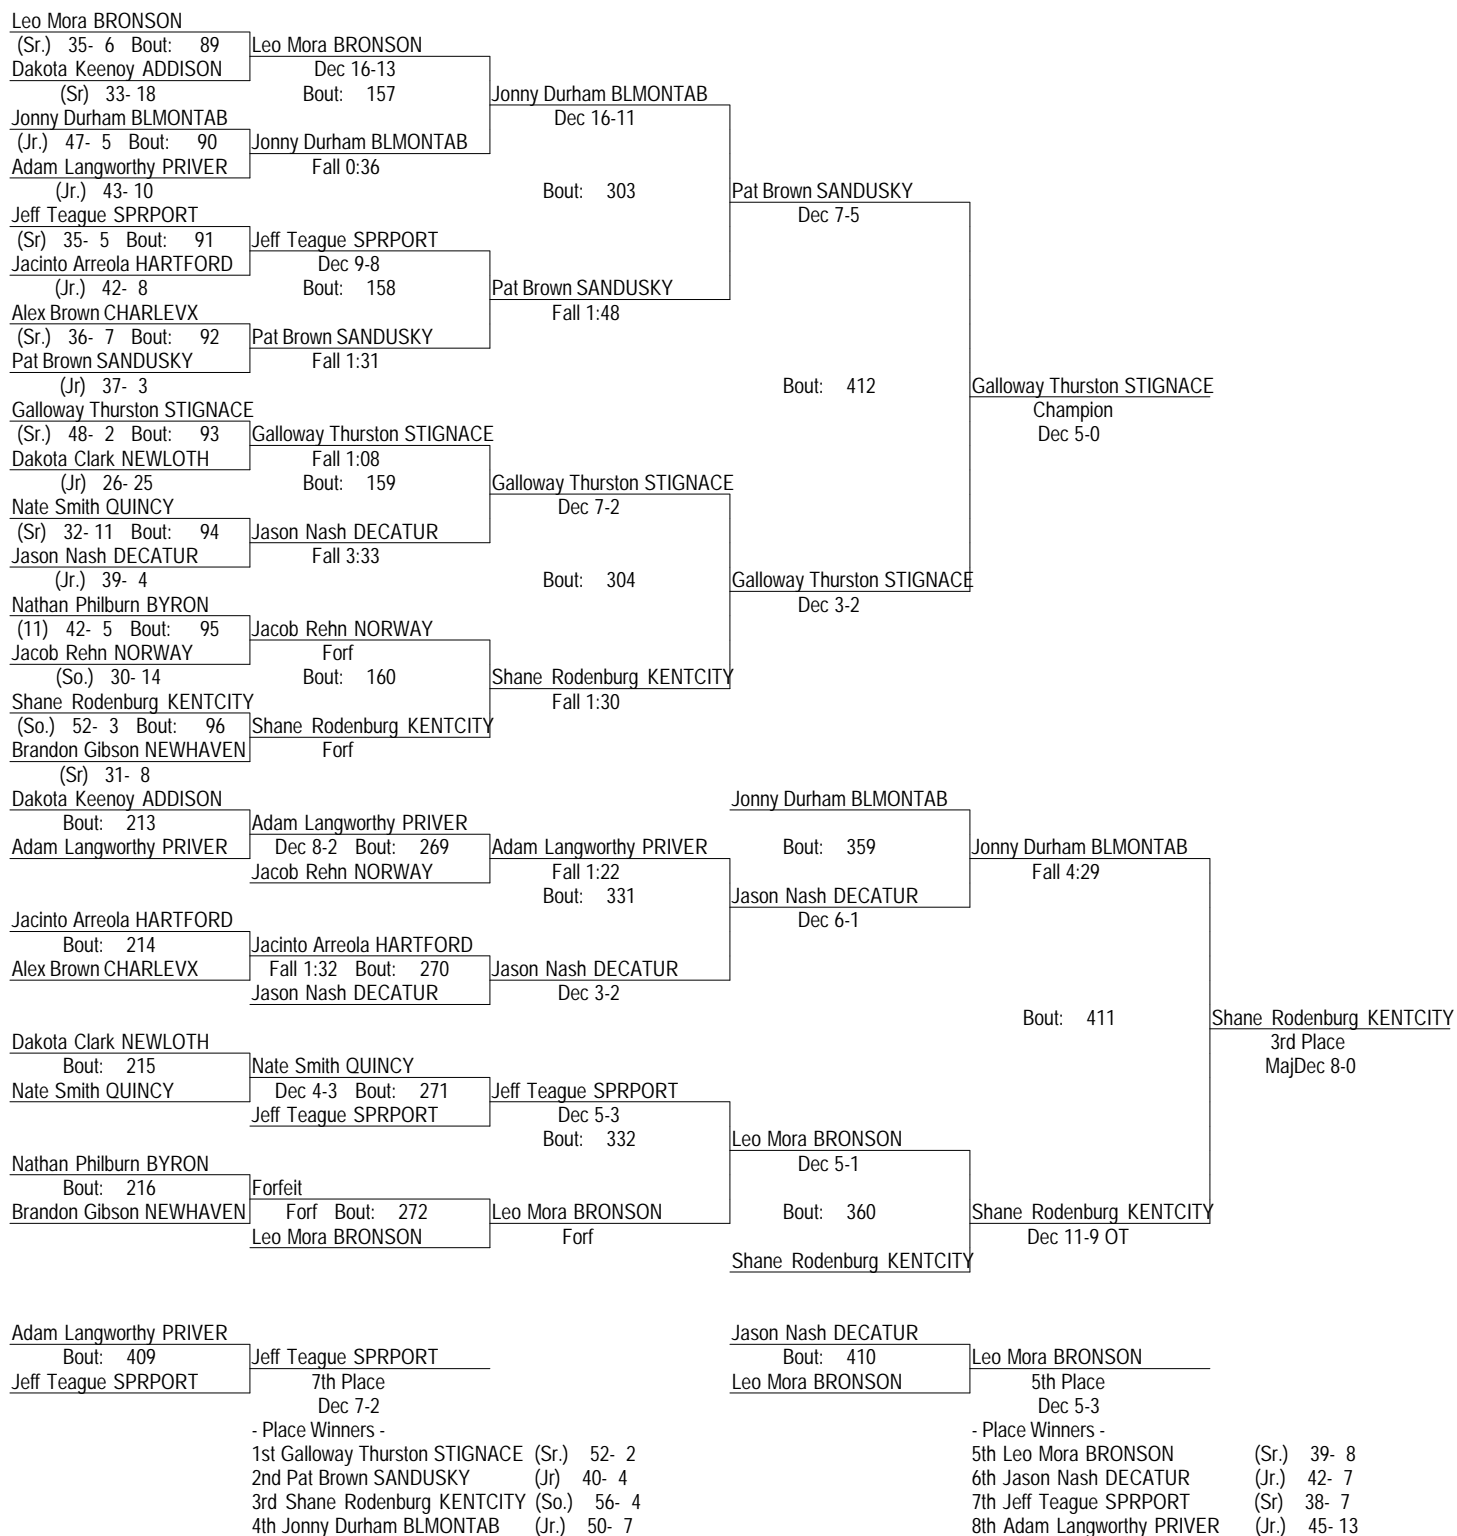 Leo Mora BRONSON
(Sr.) 35- 6 Bout: 89 Leo Mora BRONSON
Dakota Keenoy ADDISON Dec 16-13
(Sr) 33- 18 Bout: 157 Jonny Durham BLMONTAB
Jonny Durham BLMONTAB Dec 16-11
(Jr.) 47- 5 Bout: 90 Jonny Durham BLMONTAB
Adam Langworthy PRIVER Fall 0:36
(Jr.) 43- 10 Bout: 303 Pat Brown SANDUSKY
Jeff Teague SPRPORT Dec 7-5
(Sr) 35- 5 Bout: 91 Jeff Teague SPRPORT
Jacinto Arreola HARTFORD Dec 9-8
(Jr.) 42- 8 Bout: 158 Pat Brown SANDUSKY
Alex Brown CHARLEVX Fall 1:48
(Sr.) 36- 7 Bout: 92 Pat Brown SANDUSKY
Pat Brown SANDUSKY Fall 1:31
(Jr) 37- 3 Bout: 412 Galloway Thurston STIGNACE
Galloway Thurston STIGNACE Champion
(Sr.) 48- 2 Bout: 93 Galloway Thurston STIGNACE Dec 5-0
Dakota Clark NEWLOTH Fall 1:08
(Jr) 26- 25 Bout: 159 Galloway Thurston STIGNACE
Nate Smith QUINCY Dec 7-2
(Sr) 32- 11 Bout: 94 Jason Nash DECATUR
Jason Nash DECATUR Fall 3:33
(Jr.) 39- 4 Bout: 304 Galloway Thurston STIGNACE
Nathan Philburn BYRON Dec 3-2
(11) 42- 5 Bout: 95 Jacob Rehn NORWAY
Jacob Rehn NORWAY Forf
(So.) 30- 14 Bout: 160 Shane Rodenburg KENTCITY
Shane Rodenburg KENTCITY Fall 1:30
(So.) 52- 3 Bout: 96 Shane Rodenburg KENTCITY
Brandon Gibson NEWHAVEN Forf
(Sr) 31- 8
Dakota Keenoy ADDISON Jonny Durham BLMONTAB
Bout: 213 Adam Langworthy PRIVER
Adam Langworthy PRIVER Dec 8-2 Bout: 269 Adam Langworthy PRIVER Bout: 359 Jonny Durham BLMONTAB
Jacob Rehn NORWAY Fall 1:22 Fall 4:29
Bout: 331 Jason Nash DECATUR
Jacinto Arreola HARTFORD Dec 6-1
Bout: 214 Jacinto Arreola HARTFORD
Alex Brown CHARLEVX Fall 1:32 Bout: 270 Jason Nash DECATUR
Jason Nash DECATUR Dec 3-2
Bout: 411 Shane Rodenburg KENTCITY
Dakota Clark NEWLOTH 3rd Place
Bout: 215 Nate Smith QUINCY MajDec 8-0
Nate Smith QUINCY Dec 4-3 Bout: 271 Jeff Teague SPRPORT
Jeff Teague SPRPORT Dec 5-3
Bout: 332 Leo Mora BRONSON
Nathan Philburn BYRON Dec 5-1
Bout: 216 Forfeit
Brandon Gibson NEWHAVEN Forf Bout: 272 Leo Mora BRONSON Bout: 360 Shane Rodenburg KENTCITY
Leo Mora BRONSON Forf Dec 11-9 OT
Shane Rodenburg KENTCITY
Adam Langworthy PRIVER Jason Nash DECATUR
Bout: 409 Jeff Teague SPRPORT Bout: 410 Leo Mora BRONSON
Jeff Teague SPRPORT 7th Place Leo Mora BRONSON 5th Place
Dec 7-2 Dec 5-3
- Place Winners - - Place Winners -
1st Galloway Thurston STIGNACE (Sr.) 52- 2 5th Leo Mora BRONSON (Sr.) 39- 8
2nd Pat Brown SANDUSKY (Jr) 40- 4 6th Jason Nash DECATUR (Jr.) 42- 7
3rd Shane Rodenburg KENTCITY (So.) 56- 4 7th Jeff Teague SPRPORT (Sr) 38- 7
4th Jonny Durham BLMONTAB (Jr.) 50- 7 8th Adam Langworthy PRIVER (Jr.) 45- 13